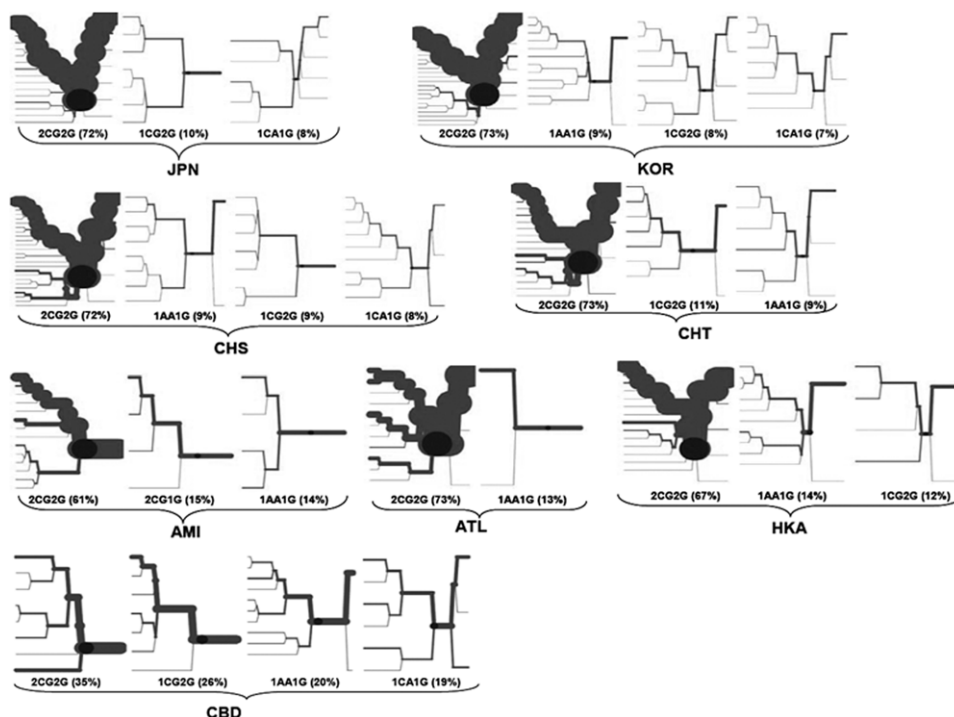 2CG2G (72%) 1CG2G (10%) 1CA1G (8%)
JPN
2CG2G (73%) 1AA1G (9%) 1CG2G (8%) 1CA1G (7%)
KOR
2CG2G (72%) 1AA1G (9%) 1CG2G (9%) 1CA1G (8%)
CHS
2CG2G (73%) 1CG2G (11%) 1AA1G (9%)
CHT
2CG2G (61%) 2CG1G (15%) 1AA1G (14%)
AMI
2CG2G (73%) 1AA1G (13%)
ATL
2CG2G (67%) 1AA1G (14%) 1CG2G (12%)
HKA
2CG2G (35%) 1CG2G (26%) 1AA1G (20%) 1CA1G (19%)
CBD